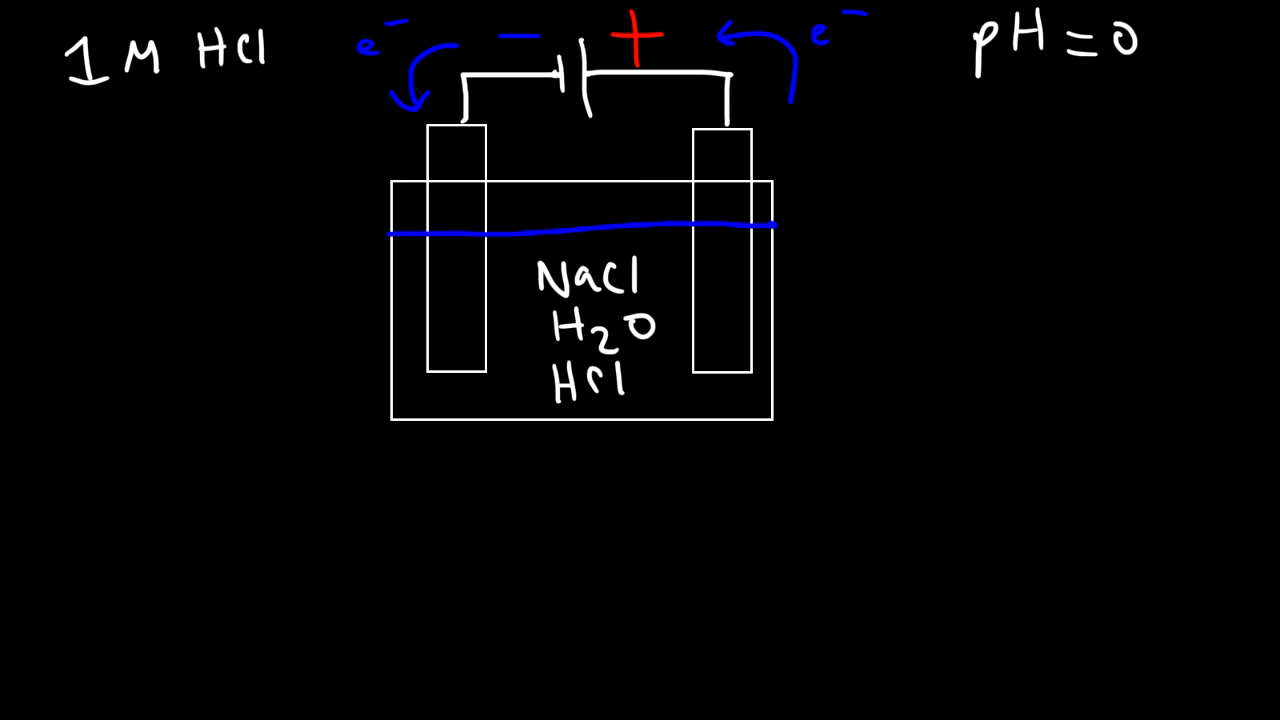 1 M HCl
e⁻ − + e⁻
pH = 0
NaCl
H₂O
HCl